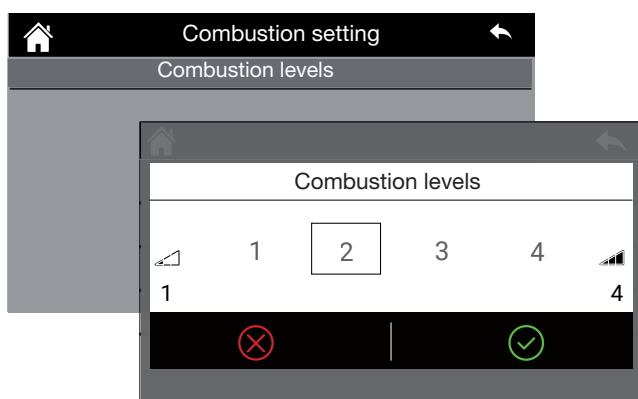 Combustion setting
Combustion levels
Combustion levels
1 2 3 4
1 4